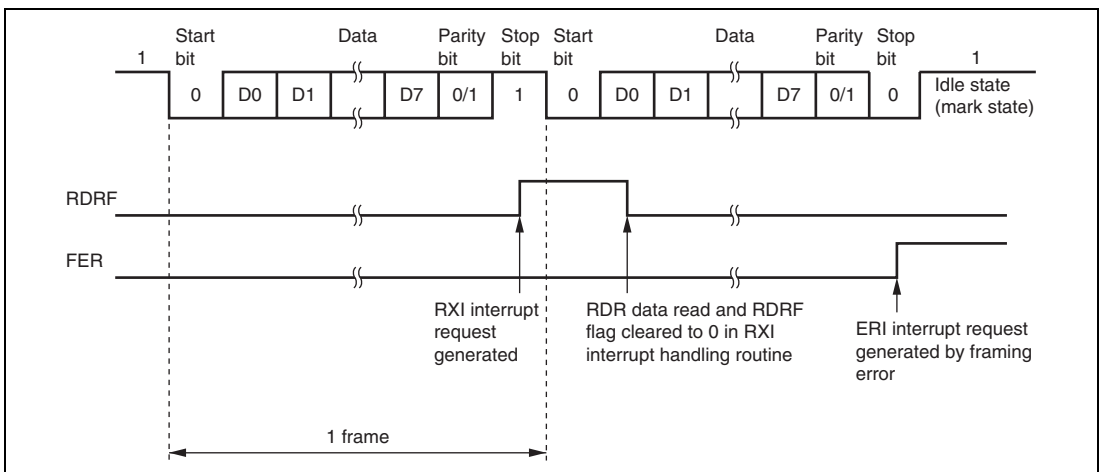 Start bit Data Parity bit Stop bit Start bit Data Parity bit Stop bit
1 1
0 D0 D1 D7 0/1 1 0 D0 D1 D7 0/1 0 Idle state (mark state)
RDRF
FER
RXI interrupt
request
generated
RDR data read and RDRF
flag cleared to 0 in RXI
interrupt handling routine
ERI interrupt request
generated by framing
error
1 frame